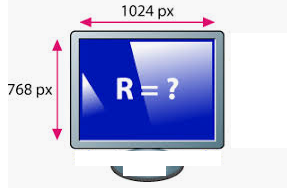 1024 px
768 px
R = ?